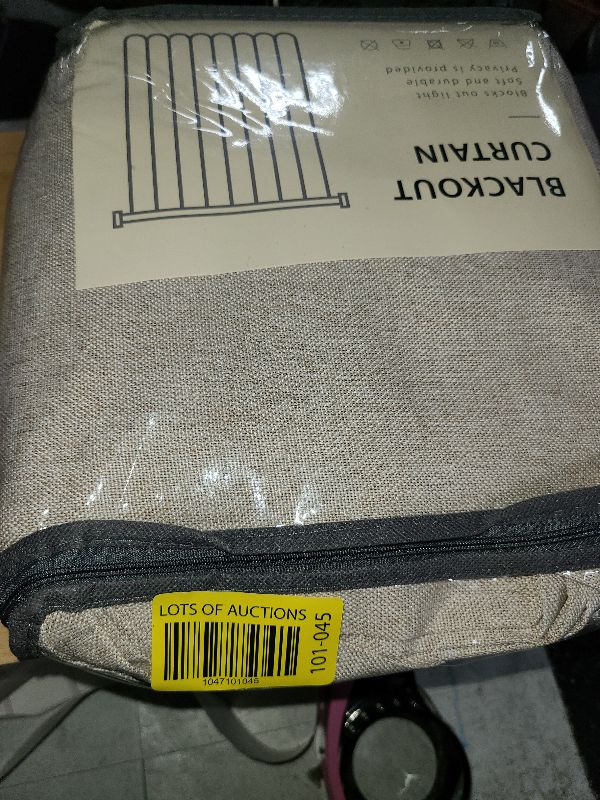 BLACKOUT
CURTAIN
Blocks out light
Soft and durable
Privacy is provided
LOTS OF AUCTIONS
1047101045
101-045